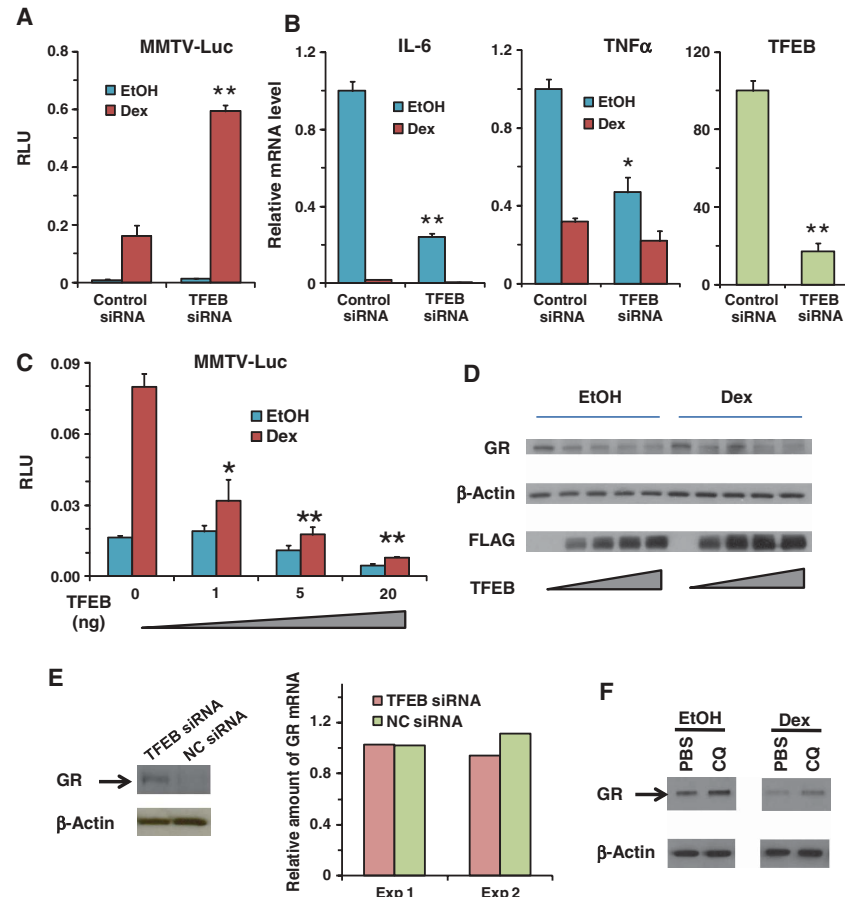 A
MMTV-Luc
0.8
0.6
0.4
0.2
0
RLU
EtOH
Dex
**
Control siRNA
TFEB siRNA
B
IL-6
1.2
0.8
0.4
0
Relative mRNA level
EtOH
Dex
**
Control siRNA
TFEB siRNA
TNFα
1.2
0.8
0.4
0
EtOH
Dex
*
Control siRNA
TFEB siRNA
TFEB
120
80
40
0
**
Control siRNA
TFEB siRNA
C
MMTV-Luc
0.09
0.06
0.03
0.00
RLU
EtOH
Dex
*
**
**
0 1 5 20
TFEB (ng)
D
EtOH Dex
GR
β-Actin
FLAG
TFEB
E
TFEB siRNA
NC siRNA
GR
β-Actin
Relative amount of GR mRNA
1.2
0.8
0.4
0
TFEB siRNA
NC siRNA
Exp 1 Exp 2
F
EtOH Dex
PBS CQ PBS CQ
GR
β-Actin